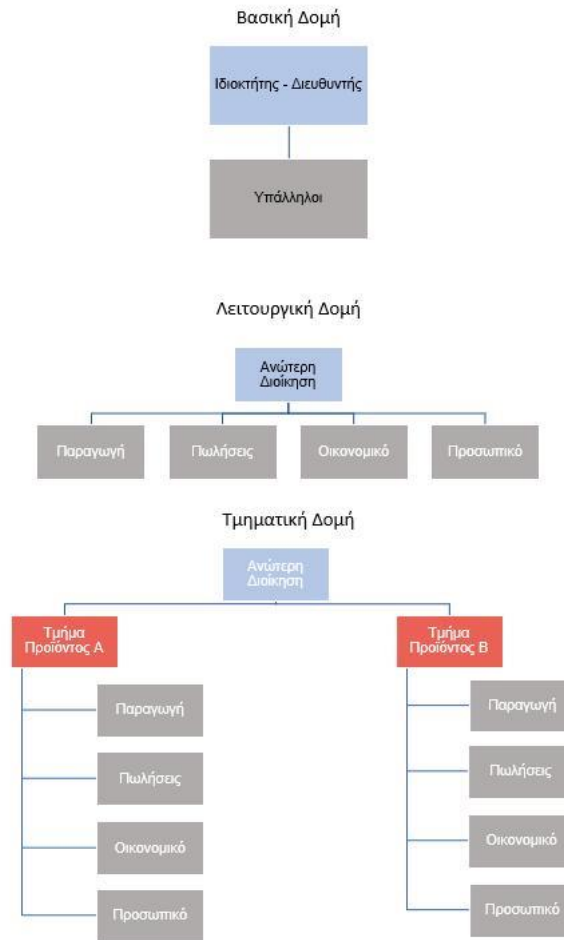 Βασική Δομή
Ιδιοκτήτης - Διευθυντής
Υπάλληλοι
Λειτουργική Δομή
Ανώτερη
Διοίκηση
Παραγωγή
Πωλήσεις
Οικονομικό
Προσωπικό
Τμηματική Δομή
Ανώτερη
Διοίκηση
Τμήμα
Προϊόντος Α
Παραγωγή
Πωλήσεις
Οικονομικό
Προσωπικό
Τμήμα
Προϊόντος Β
Παραγωγή
Πωλήσεις
Οικονομικό
Προσωπικό